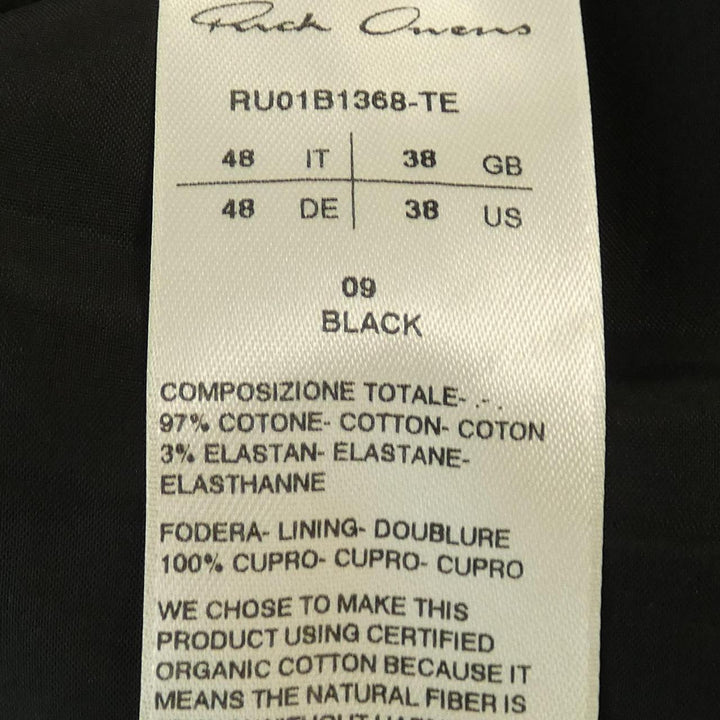 Rick Owens
RU01B1368-TE
48 IT 38 GB
48 DE 38 US
09
BLACK
COMPOSIZIONE TOTALE- .-.
97% COTONE- COTTON- COTON
3% ELASTAN- ELASTANE-
ELASTHANNE
FODERA- LINING- DOUBLURE
100% CUPRO- CUPRO- CUPRO
WE CHOSE TO MAKE THIS
PRODUCT USING CERTIFIED
ORGANIC COTTON BECAUSE IT
MEANS THE NATURAL FIBER IS